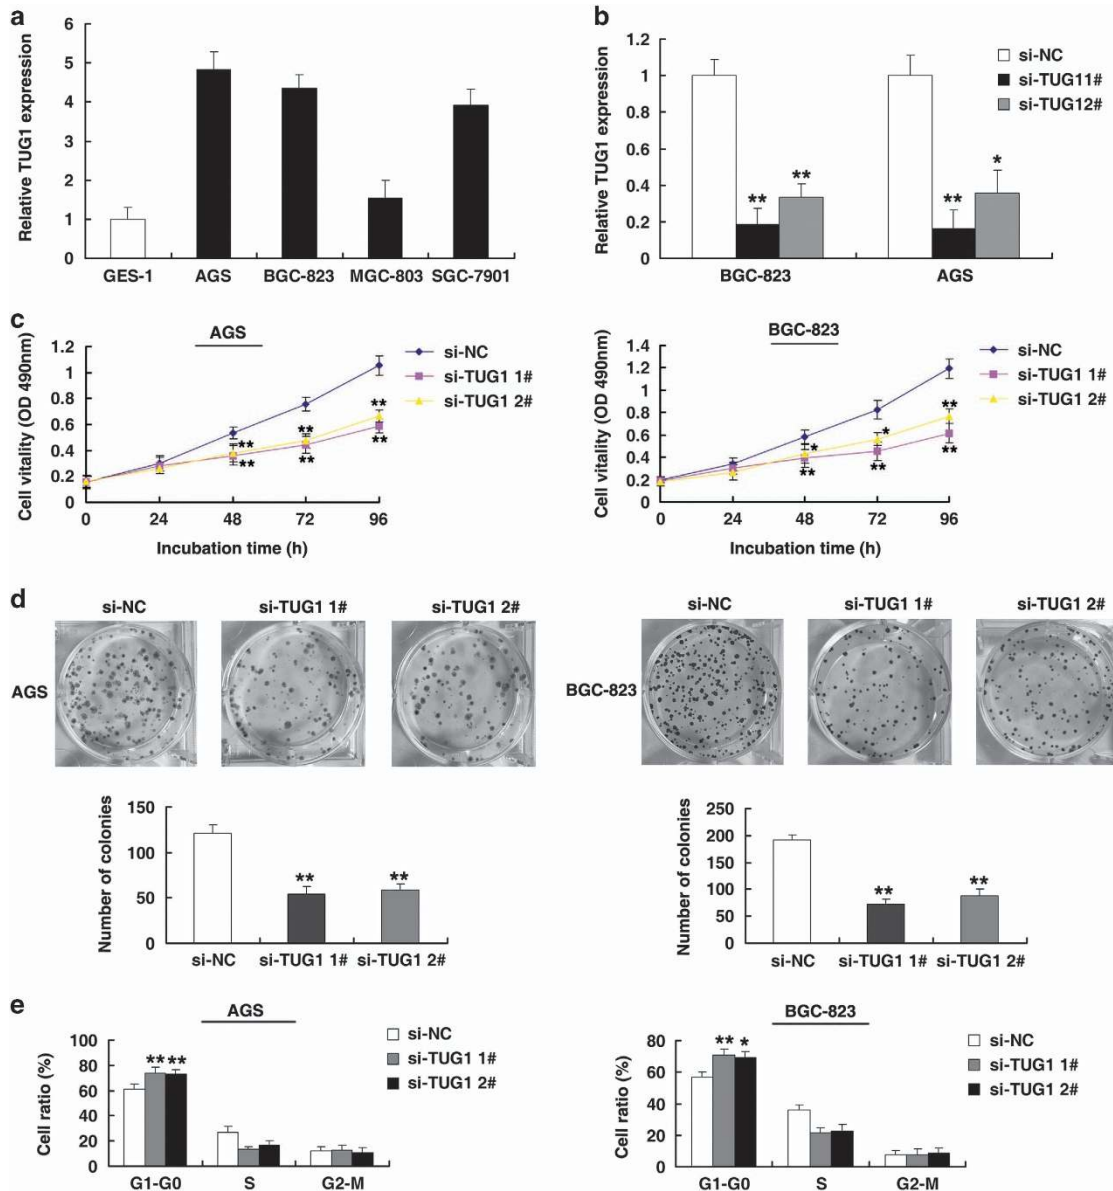 a
Relative TUG1 expression
6
5
4
3
2
1
0
GES-1 AGS BGC-823 MGC-803 SGC-7901
b
Relative TUG1 expression
1.2
1
0.8
0.6
0.4
0.2
0
** ** ** *
BGC-823 AGS
si-NC
si-TUG11#
si-TUG12#
c
AGS
Cell vitality (OD 490nm)
1.2
1
0.8
0.6
0.4
0.2
0
** ** **
** ** **
0 24 48 72 96
Incubation time (h)
si-NC
si-TUG1 1#
si-TUG1 2#
BGC-823
Cell vitality (OD 490nm)
1.4
1.2
1
0.8
0.6
0.4
0.2
0
* * **
** ** **
0 24 48 72 96
Incubation time (h)
si-NC
si-TUG1 1#
si-TUG1 2#
d
si-NC si-TUG1 1# si-TUG1 2#
AGS
si-NC si-TUG1 1# si-TUG1 2#
BGC-823
Number of colonies
150
100
50
0
** **
si-NC si-TUG1 1# si-TUG1 2#
Number of colonies
250
200
150
100
50
0
** **
si-NC si-TUG1 1# si-TUG1 2#
e
AGS
Cell ratio (%)
100
80
60
40
20
0
** **
G1-G0 S G2-M
si-NC
si-TUG1 1#
si-TUG1 2#
BGC-823
Cell ratio (%)
80
60
40
20
0
** *
G1-G0 S G2-M
si-NC
si-TUG1 1#
si-TUG1 2#